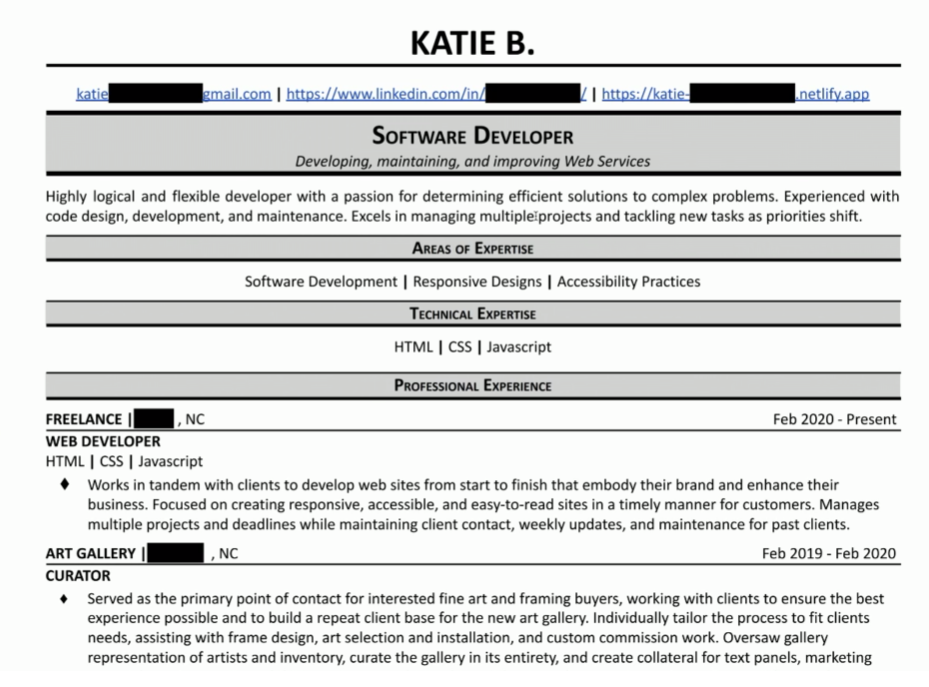 KATIE B.
katie gmail.com | https://www.linkedin.com/in/ / | https://katie- .netlify.app
SOFTWARE DEVELOPER
Developing, maintaining, and improving Web Services
Highly logical and flexible developer with a passion for determining efficient solutions to complex problems. Experienced with
code design, development, and maintenance. Excels in managing multiple projects and tackling new tasks as priorities shift.
AREAS OF EXPERTISE
Software Development | Responsive Designs | Accessibility Practices
TECHNICAL EXPERTISE
HTML | CSS | Javascript
PROFESSIONAL EXPERIENCE
FREELANCE | , NC Feb 2020 - Present
WEB DEVELOPER
HTML | CSS | Javascript
♦ Works in tandem with clients to develop web sites from start to finish that embody their brand and enhance their
business. Focused on creating responsive, accessible, and easy-to-read sites in a timely manner for customers. Manages
multiple projects and deadlines while maintaining client contact, weekly updates, and maintenance for past clients.
ART GALLERY | , NC Feb 2019 - Feb 2020
CURATOR
♦ Served as the primary point of contact for interested fine art and framing buyers, working with clients to ensure the best
experience possible and to build a repeat client base for the new art gallery. Individually tailor the process to fit clients
needs, assisting with frame design, art selection and installation, and custom commission work. Oversaw gallery
representation of artists and inventory, curate the gallery in its entirety, and create collateral for text panels, marketing